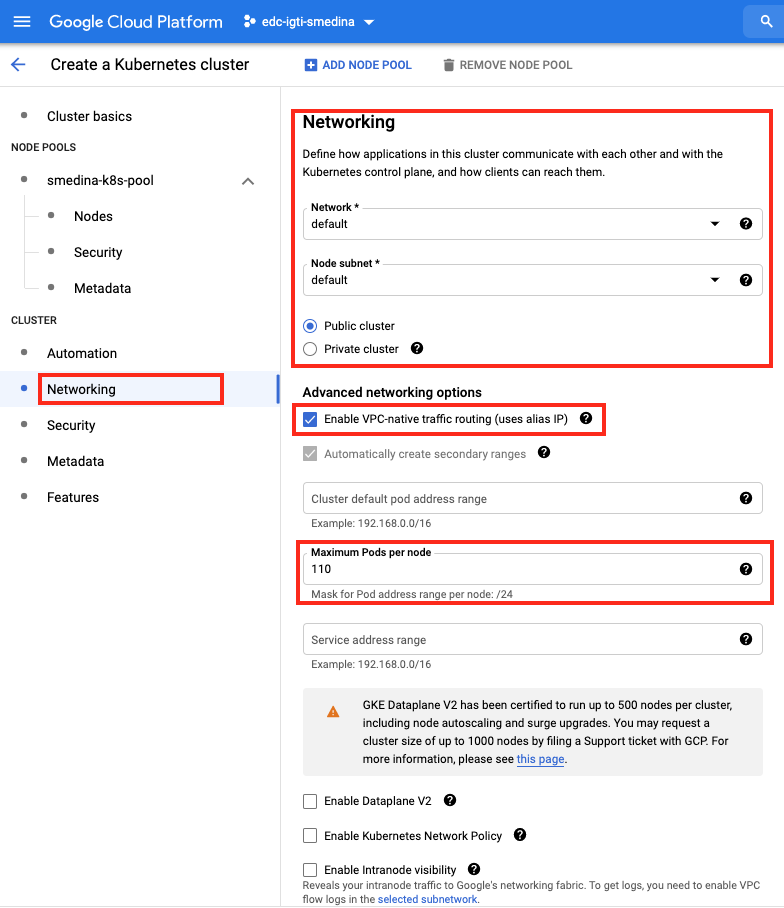 Google Cloud Platform
edc-igti-smedina
Create a Kubernetes cluster
ADD NODE POOL
REMOVE NODE POOL
Cluster basics
NODE POOLS
smedina-k8s-pool
Nodes
Security
Metadata
CLUSTER
Automation
Networking
Security
Metadata
Features
Networking
Define how applications in this cluster communicate with each other and with the
Kubernetes control plane, and how clients can reach them.
Network *
default
Node subnet *
default
Public cluster
Private cluster
Advanced networking options
Enable VPC-native traffic routing (uses alias IP)
Automatically create secondary ranges
Cluster default pod address range
Example: 192.168.0.0/16
Maximum Pods per node
110
Mask for Pod address range per node: /24
Service address range
Example: 192.168.0.0/16
GKE Dataplane V2 has been certified to run up to 500 nodes per cluster,
including node autoscaling and surge upgrades. You may request a
cluster size of up to 1000 nodes by filing a Support ticket with GCP. For
more information, please see this page.
Enable Dataplane V2
Enable Kubernetes Network Policy
Enable Intranode visibility
Reveals your intranode traffic to Google's networking fabric. To get logs, you need to enable VPC
flow logs in the selected subnetwork.